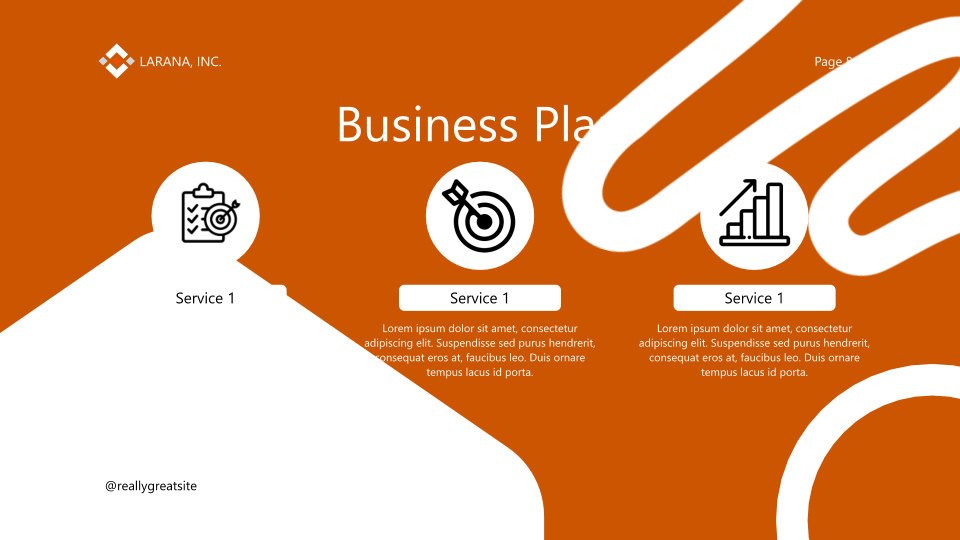 LARANA, INC.
Page
Business
Service 1
Service 1
Service 1
Lorem ipsum dolor sit amet, consectetur
adipiscing elit. Suspendisse sed purus hendrerit,
consequat eros at, faucibus leo. Duis ornare
tempus lacus id porta.
Lorem ipsum dolor sit amet, consectetur
adipiscing elit. Suspendisse sed purus hendrerit,
consequat eros at, faucibus leo. Duis ornare
tempus lacus id porta.
@reallygreatsite